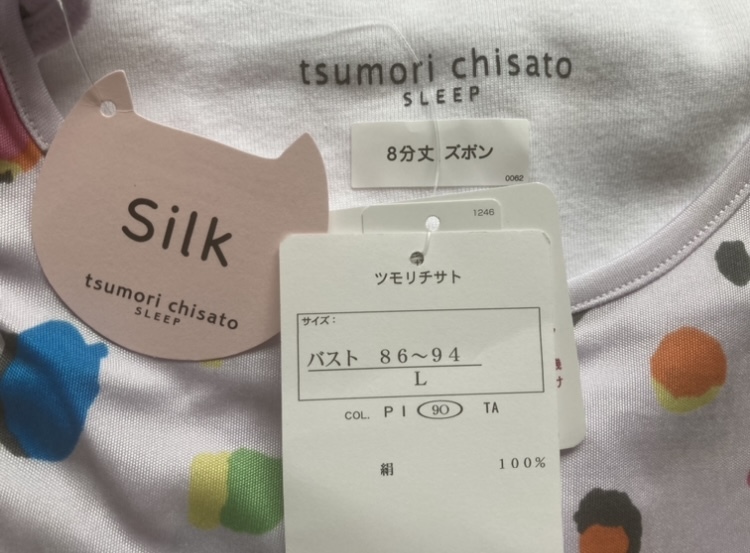 tsumori chisato
SLEEP
8分丈 ズボン
0062
Silk
tsumori chisato
SLEEP
1246
ツモリチサト
サイズ:
バスト 86~94
L
COL. PI 90 TA
絹 100%